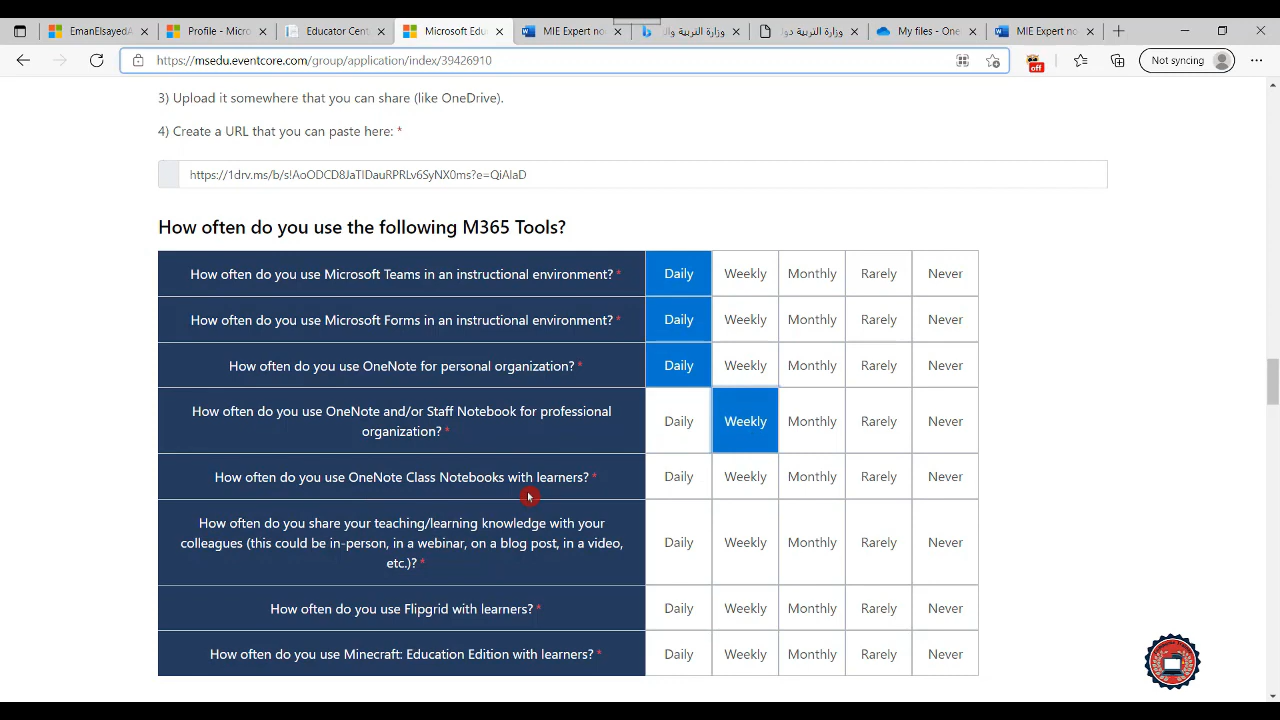 EmanElsayedA
Profile - Micro
Educator Cent
Microsoft Edu
MIE Expert no
وزارة التربية وال
وزارة التربية دور
My files - One
MIE Expert no
https://msedu.eventcore.com/group/application/index/39426910
off
Not syncing
3) Upload it somewhere that you can share (like OneDrive).
4) Create a URL that you can paste here: *
https://1drv.ms/b/s!AoODCD8JaTIDauRPRLv6SyNX0ms?e=QiAlaD
How often do you use the following M365 Tools?
How often do you use Microsoft Teams in an instructional environment? * Daily Weekly Monthly Rarely Never
How often do you use Microsoft Forms in an instructional environment? * Daily Weekly Monthly Rarely Never
How often do you use OneNote for personal organization? * Daily Weekly Monthly Rarely Never
How often do you use OneNote and/or Staff Notebook for professional
organization? * Daily Weekly Monthly Rarely Never
How often do you use OneNote Class Notebooks with learners? * Daily Weekly Monthly Rarely Never
How often do you share your teaching/learning knowledge with your
colleagues (this could be in-person, in a webinar, on a blog post, in a video, Daily Weekly Monthly Rarely Never
etc.)? *
How often do you use Flipgrid with learners? * Daily Weekly Monthly Rarely Never
How often do you use Minecraft: Education Edition with learners? * Daily Weekly Monthly Rarely Never